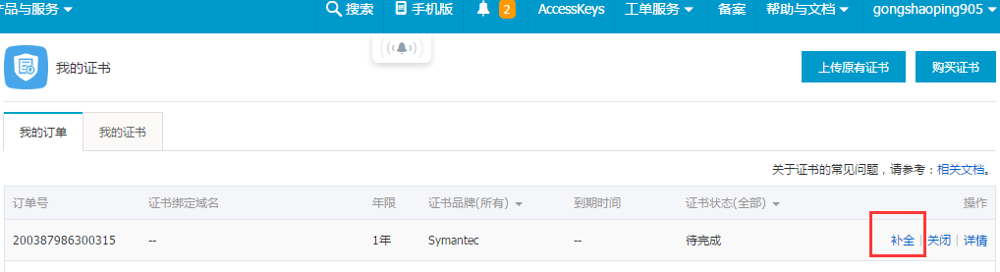 产品与服务 搜索 手机版 2 AccessKeys 工单服务 备案 帮助与文档 gongshaoping905
我的证书 上传原有证书 购买证书
我的订单 我的证书
关于证书的常见问题，请参考：相关文档。
订单号 证书绑定域名 年限 证书品牌(所有) 到期时间 证书状态(全部) 操作
200387986300315 -- 1年 Symantec -- 待完成 补全 | 关闭 | 详情